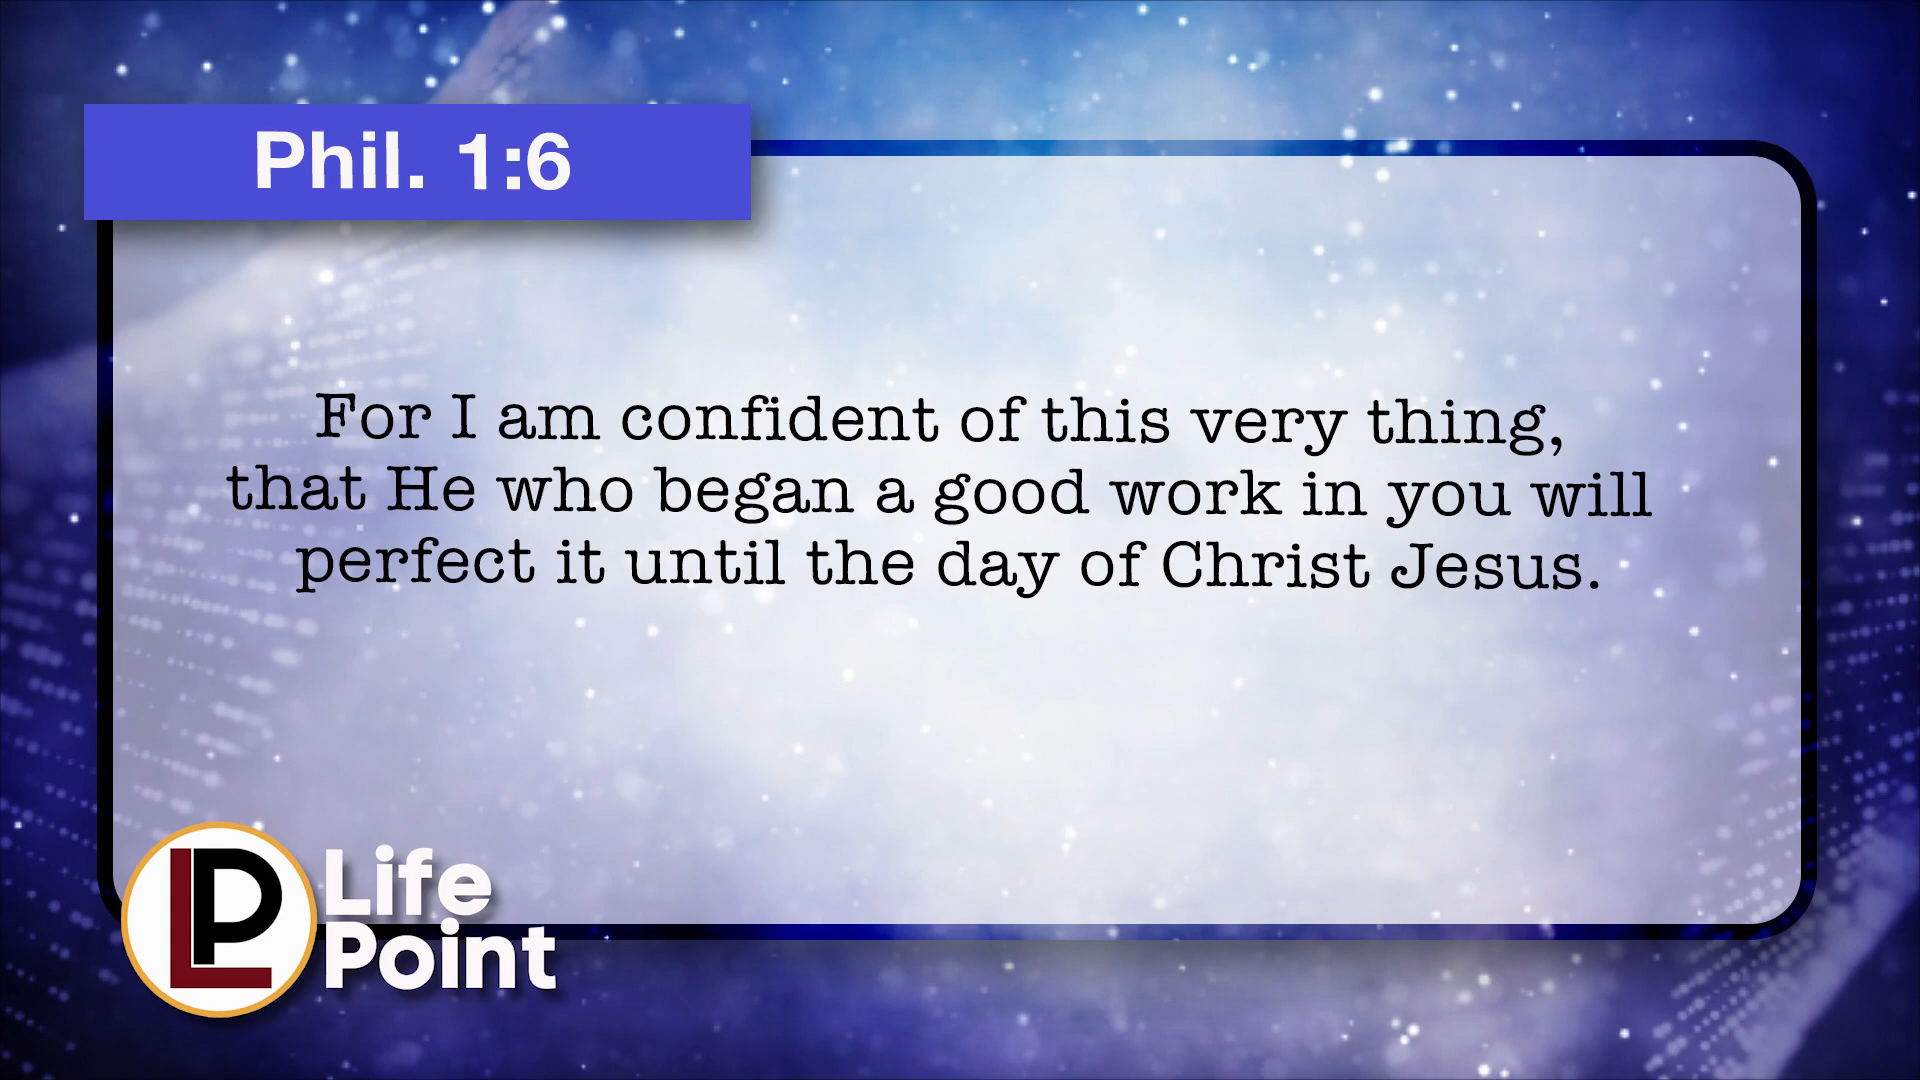 Phil. 1:6
For I am confident of this very thing,
that He who began a good work in you will
perfect it until the day of Christ Jesus.
LP
Life
Point